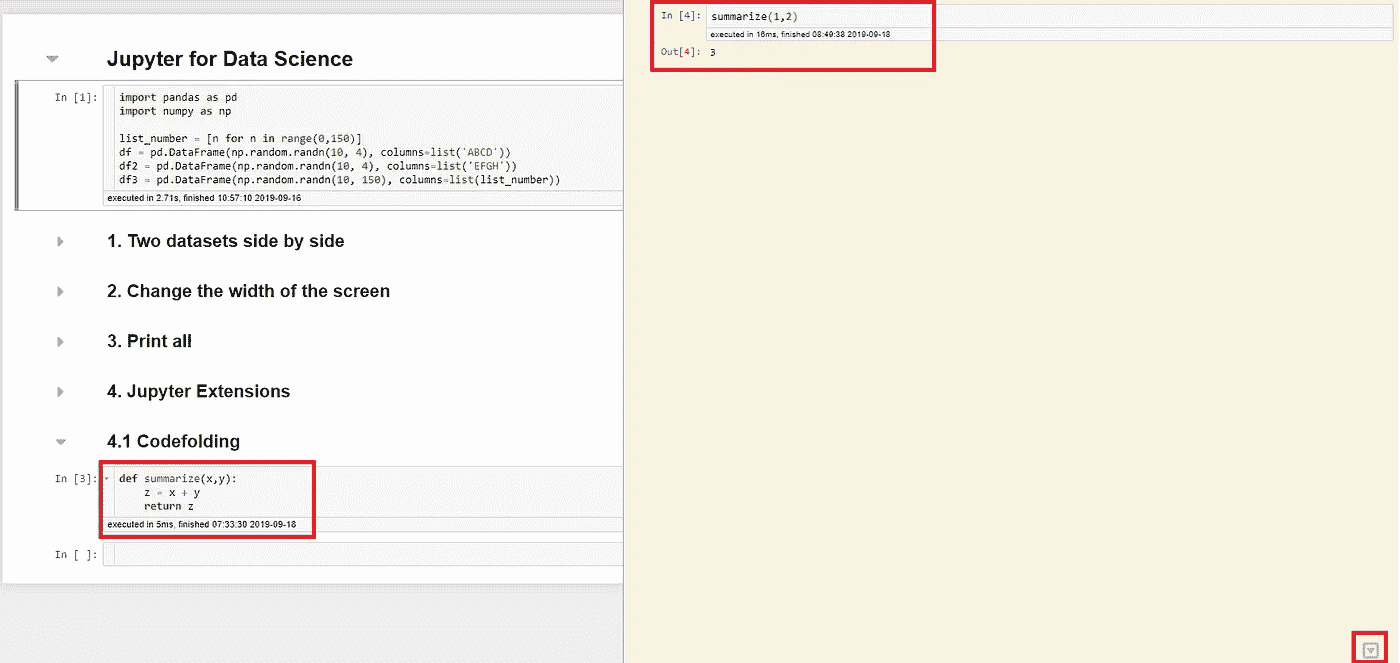 Jupyter for Data Science
In [1]:
import pandas as pd
import numpy as np
list_number = [n for n in range(0,150)]
df = pd.DataFrame(np.random.randn(10, 4), columns=list('ABCD'))
df2 = pd.DataFrame(np.random.randn(10, 4), columns=list('EFGH'))
df3 = pd.DataFrame(np.random.randn(10, 150), columns=list(list_number))
executed in 2.71s, finished 10:57:10 2019-09-16
1. Two datasets side by side
2. Change the width of the screen
3. Print all
4. Jupyter Extensions
4.1 Codefolding
In [3]:
def summarize(x,y):
z = x + y
return z
executed in 5ms, finished 07:33:30 2019-09-18
In [ ]:
In [4]: summarize(1,2)
executed in 16ms, finished 08:49:38 2019-09-18
Out[4]: 3